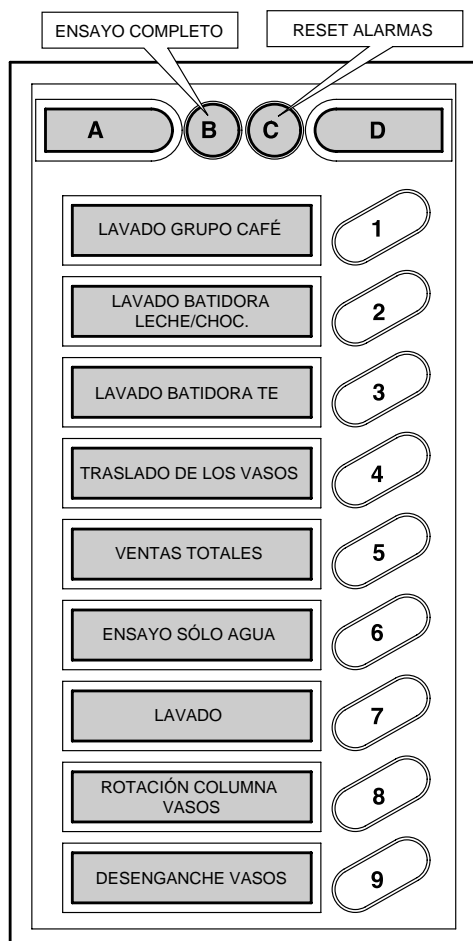 ENSAYO COMPLETO
RESET ALARMAS
A
B
C
D
LAVADO GRUPO CAFÉ
1
LAVADO BATIDORA
LECHE/CHOC.
2
LAVADO BATIDORA TE
3
TRASLADO DE LOS VASOS
4
VENTAS TOTALES
5
ENSAYO SÓLO AGUA
6
LAVADO
7
ROTACIÓN COLUMNA
VASOS
8
DESENGANCHE VASOS
9